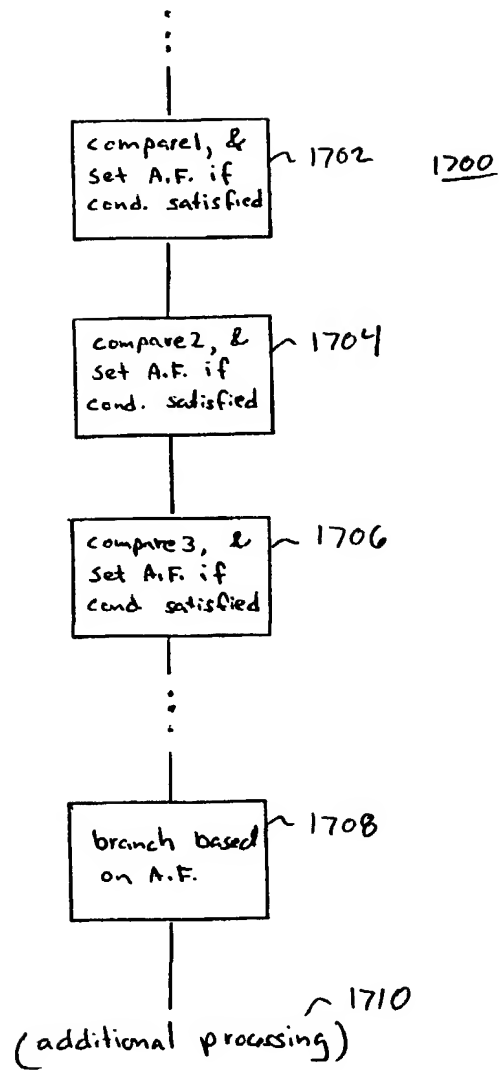 compare1, &
set A.F. if
cond. satisfied
1702
1700
compare2, &
set A.F. if
cond. satisfied
1704
compare3, &
set A.F. if
cond satisfied
1706
branch based
on A.F.
1708
1710
(additional processing)